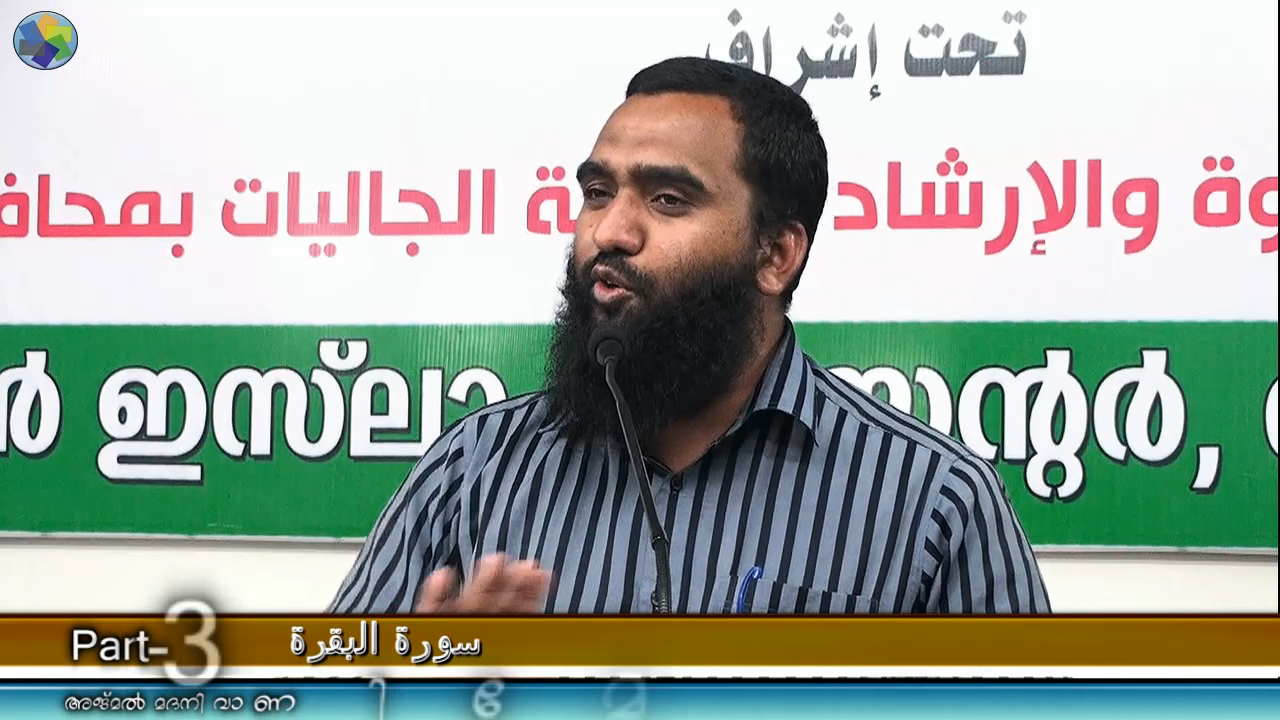 تحت إشراف
وة والإرشاد ة الجاليات بمحاف
ർ ഇസ്‌ലാ സെന്റർ,
Part-3 سورة البقرة
അജ്മൽ മദനി വാ ണ